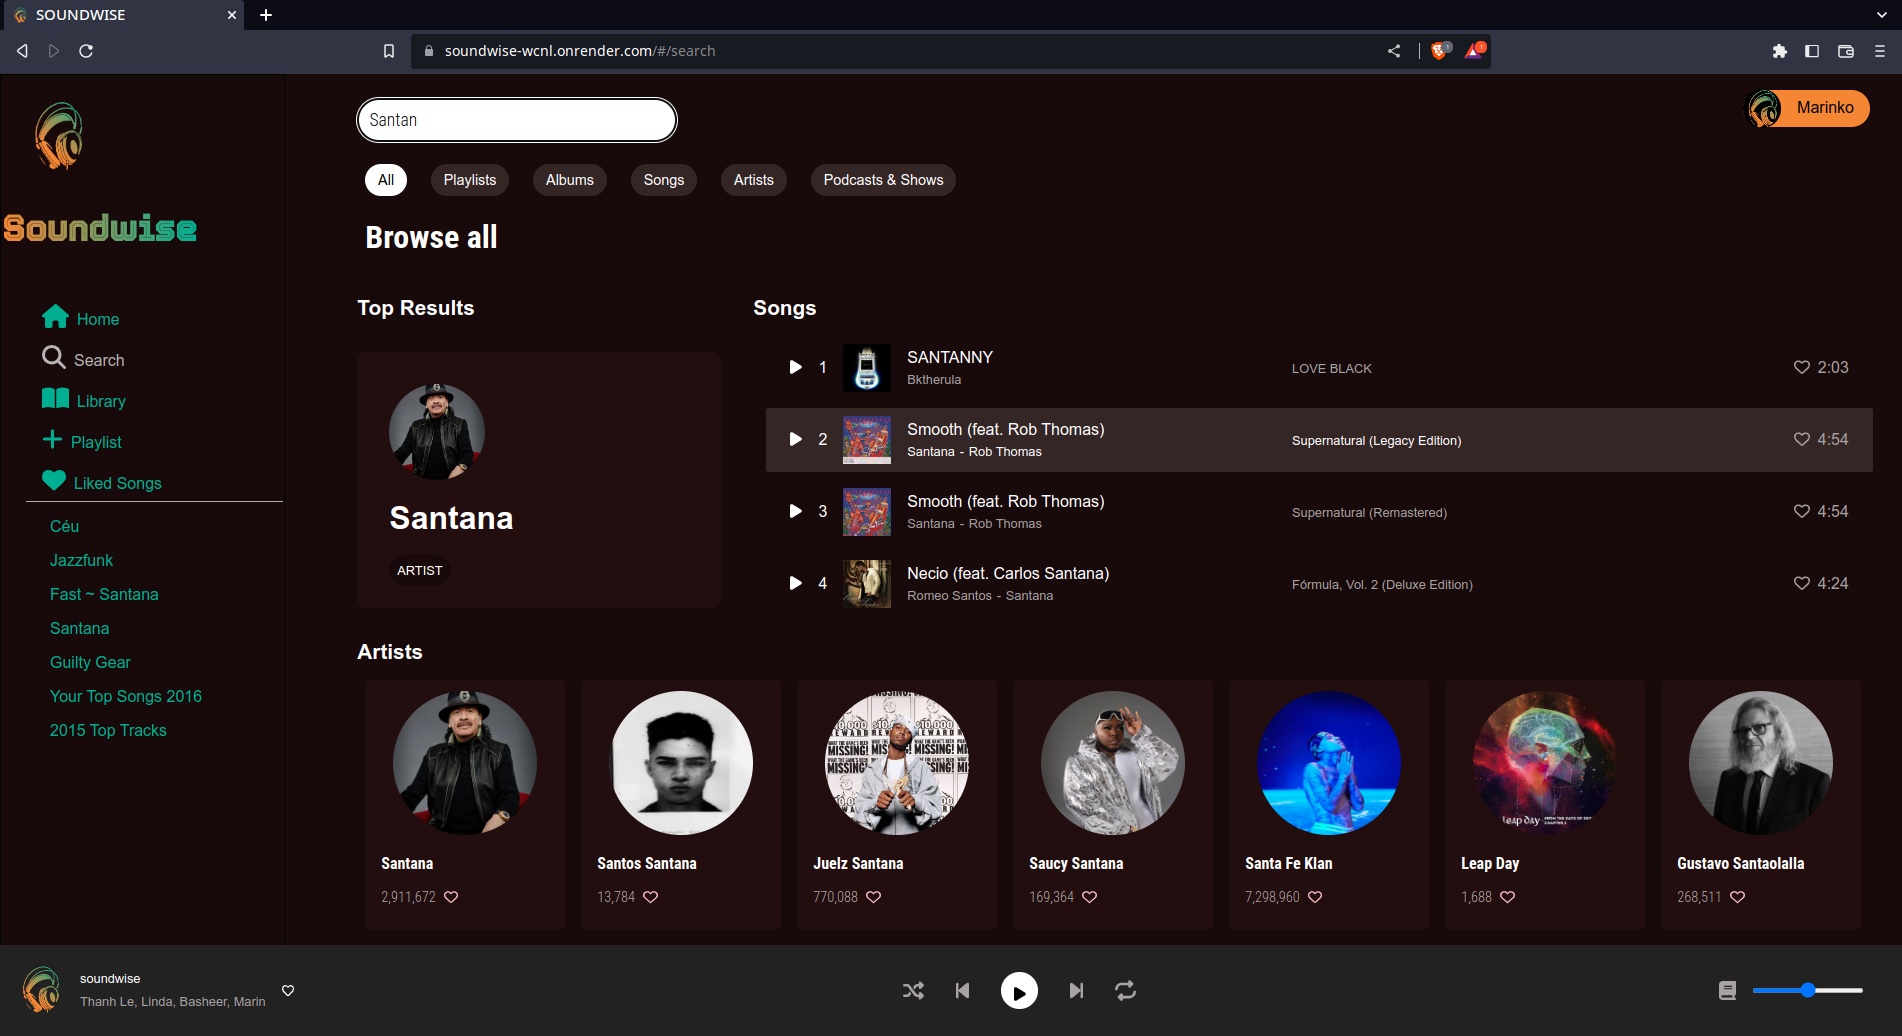 SOUNDWISE
soundwise-wcnl.onrender.com/#/search
1
1
Soundwise
Home
Search
Library
Playlist
Liked Songs
Céu
Jazzfunk
Fast ~ Santana
Santana
Guilty Gear
Your Top Songs 2016
2015 Top Tracks
Santan
Marinko
All Playlists Albums Songs Artists Podcasts & Shows
Browse all
Top Results
Santana
ARTIST
Songs
1 SANTANNY LOVE BLACK 2:03
Bktherula
2 Smooth (feat. Rob Thomas) Supernatural (Legacy Edition) 4:54
Santana - Rob Thomas
3 Smooth (feat. Rob Thomas) Supernatural (Remastered) 4:54
Santana - Rob Thomas
4 Necio (feat. Carlos Santana) Fórmula, Vol. 2 (Deluxe Edition) 4:24
Romeo Santos - Santana
Artists
MISSING!
Leap Day
Santana Santos Santana Juelz Santana Saucy Santana Santa Fe Klan Leap Day Gustavo Santaolalla
2,911,672 13,784 770,088 169,364 7,298,960 1,688 268,511
soundwise
Thanh Le, Linda, Basheer, Marin